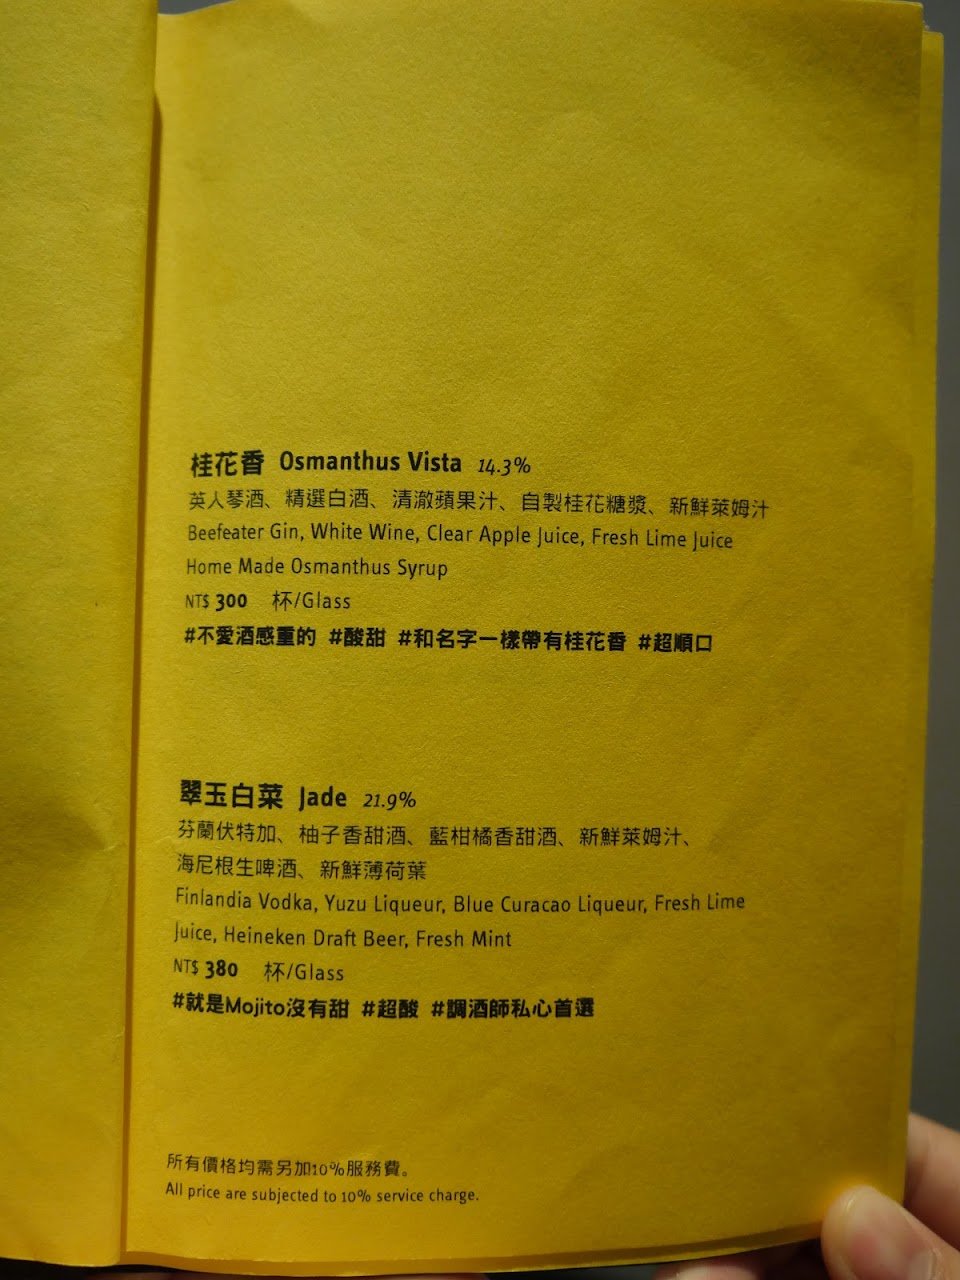 桂花香 Osmanthus Vista 14.3%
英人琴酒、精選白酒、清澈蘋果汁、自製桂花糖漿、新鮮萊姆汁
Beefeater Gin, White Wine, Clear Apple Juice, Fresh Lime Juice
Home Made Osmanthus Syrup
NT$ 300 杯/Glass
#不愛酒感重的 #酸甜 #和名字一樣帶有桂花香 #超順口
翠玉白菜 Jade 21.9%
芬蘭伏特加、柚子香甜酒、藍柑橘香甜酒、新鮮萊姆汁、
海尼根生啤酒、新鮮薄荷葉
Finlandia Vodka, Yuzu Liqueur, Blue Curacao Liqueur, Fresh Lime
Juice, Heineken Draft Beer, Fresh Mint
NT$ 380 杯/Glass
#就是Mojito沒有甜 #超酸 #調酒師私心首選
所有價格均需另加10%服務費。
All price are subjected to 10% service charge.